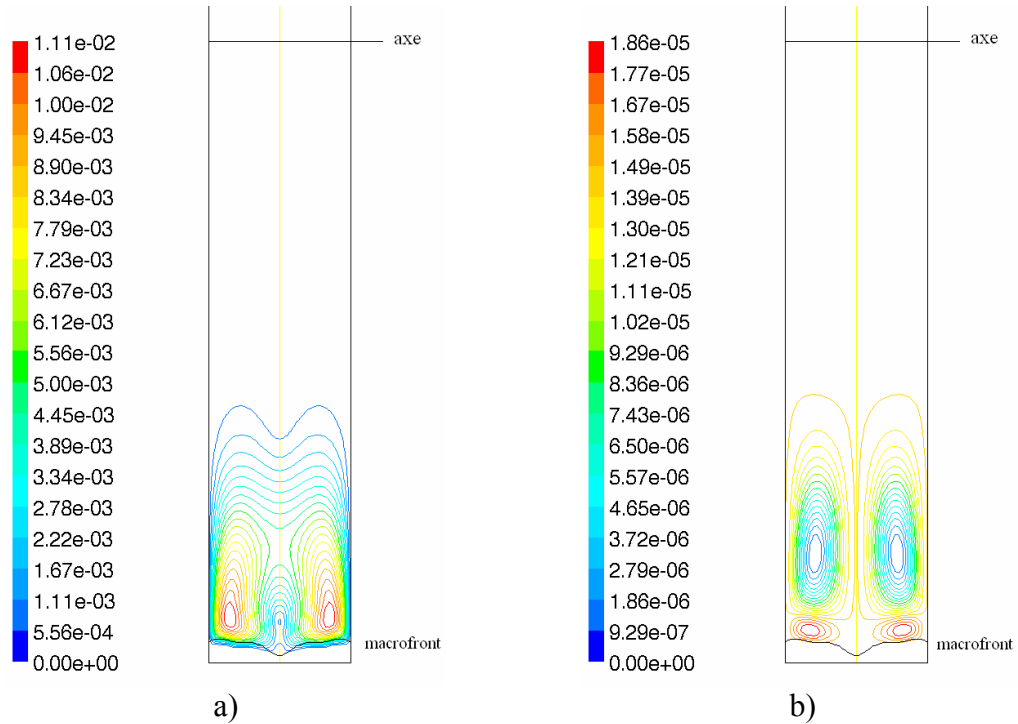 axe
1.11e-02
1.06e-02
1.00e-02
9.45e-03
8.90e-03
8.34e-03
7.79e-03
7.23e-03
6.67e-03
6.12e-03
5.56e-03
5.00e-03
4.45e-03
3.89e-03
3.34e-03
2.78e-03
2.22e-03
1.67e-03
1.11e-03
5.56e-04
0.00e+00
macrofront
a)
axe
1.86e-05
1.77e-05
1.67e-05
1.58e-05
1.49e-05
1.39e-05
1.30e-05
1.21e-05
1.11e-05
1.02e-05
9.29e-06
8.36e-06
7.43e-06
6.50e-06
5.57e-06
4.65e-06
3.72e-06
2.79e-06
1.86e-06
9.29e-07
0.00e+00
macrofront
b)